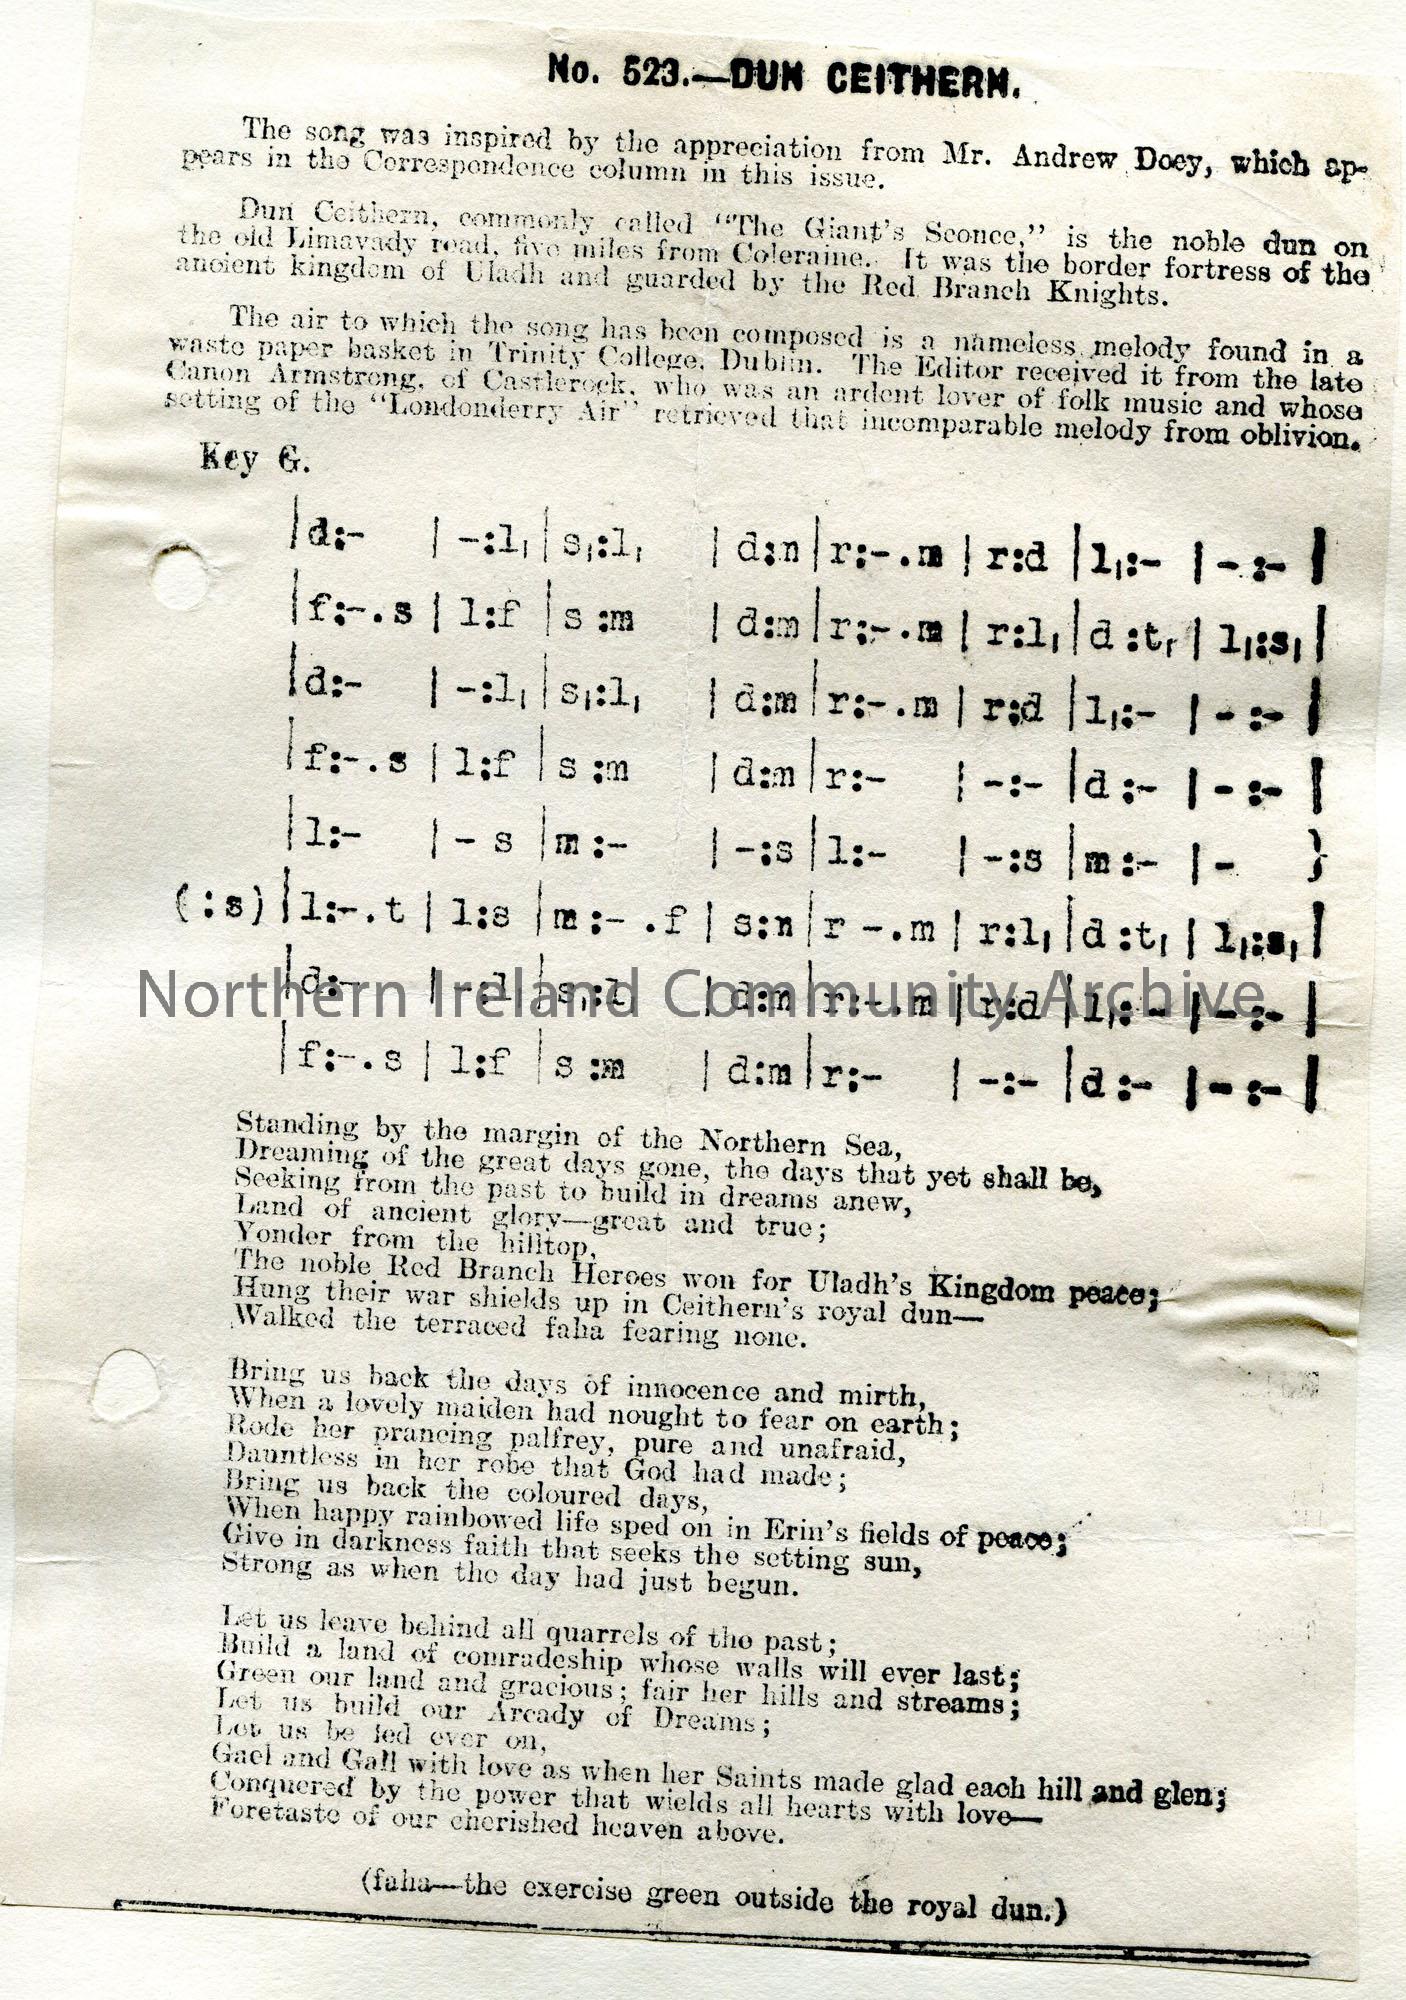 No. 523.—DUN CEITHERN.
The song was inspired by the appreciation from Mr. Andrew Doey, which ap-
pears in the Correspondence column in this issue.
Dun Ceithern, commonly called "The Giant's Sconce," is the noble dun on
the old Limavady road, five miles from Coleraine. It was the border fortress of the
ancient kingdom of Uladh and guarded by the Red Branch Knights.
The air to which the song has been composed is a nameless melody found in a
waste paper basket in Trinity College, Dublin. The Editor received it from the late
Canon Armstrong, of Castlerock, who was an ardent lover of folk music and whose
setting of the "Londonderry Air" retrieved that incomparable melody from oblivion.
Key G.
|d:- | -:l, |s,:l, | d:n |r:-.m | r:d |l,:- | -:- |
|f:-.s | l:f | s :m | d:m |r:-.m | r:l, |d :t, | l,:s, |
|d:- | -:l, |s,:l, | d:m |r:-.m | r:d |l,:- | - :- |
|f:-.s | l:f | s :m | d:m |r:- | -:- |d :- | - :- |
|l:- | - s |m :- | -:s |l:- | -:s |m :- | - }
(:s) |l:-.t | l:s |m :- .f | s:n |r -.m | r:l, |d :t, | l,:s, |
|d:- | -:l, |s,:l, | d:n |r:-.m | r:d |l,:- | - :- |
|f:-.s | l:f | s :m | d:m |r:- | -:- |d :- | - :- |
Standing by the margin of the Northern Sea,
Dreaming of the great days gone, the days that yet shall be,
Seeking from the past to build in dreams anew,
Land of ancient glory—great and true;
Yonder from the hilltop,
The noble Red Branch Heroes won for Uladh's Kingdom peace;
Hung their war shields up in Ceithern's royal dun—
Walked the terraced faha fearing none.
Bring us back the days of innocence and mirth,
When a lovely maiden had nought to fear on earth;
Rode her prancing palfrey, pure and unafraid,
Dauntless in her robe that God had made;
Bring us back the coloured days,
When happy rainbowed life sped on in Erin's fields of peace;
Give in darkness faith that seeks the setting sun,
Strong as when the day had just begun.
Let us leave behind all quarrels of the past;
Build a land of comradeship whose walls will ever last;
Green our land and gracious; fair her hills and streams;
Let us build our Arcady of Dreams;
Let us be led ever on,
Gael and Gall with love as when her Saints made glad each hill and glen;
Conquered by the power that wields all hearts with love—
Foretaste of our cherished heaven above.
(faha—the exercise green outside the royal dun.)
Northern Ireland Community Archive